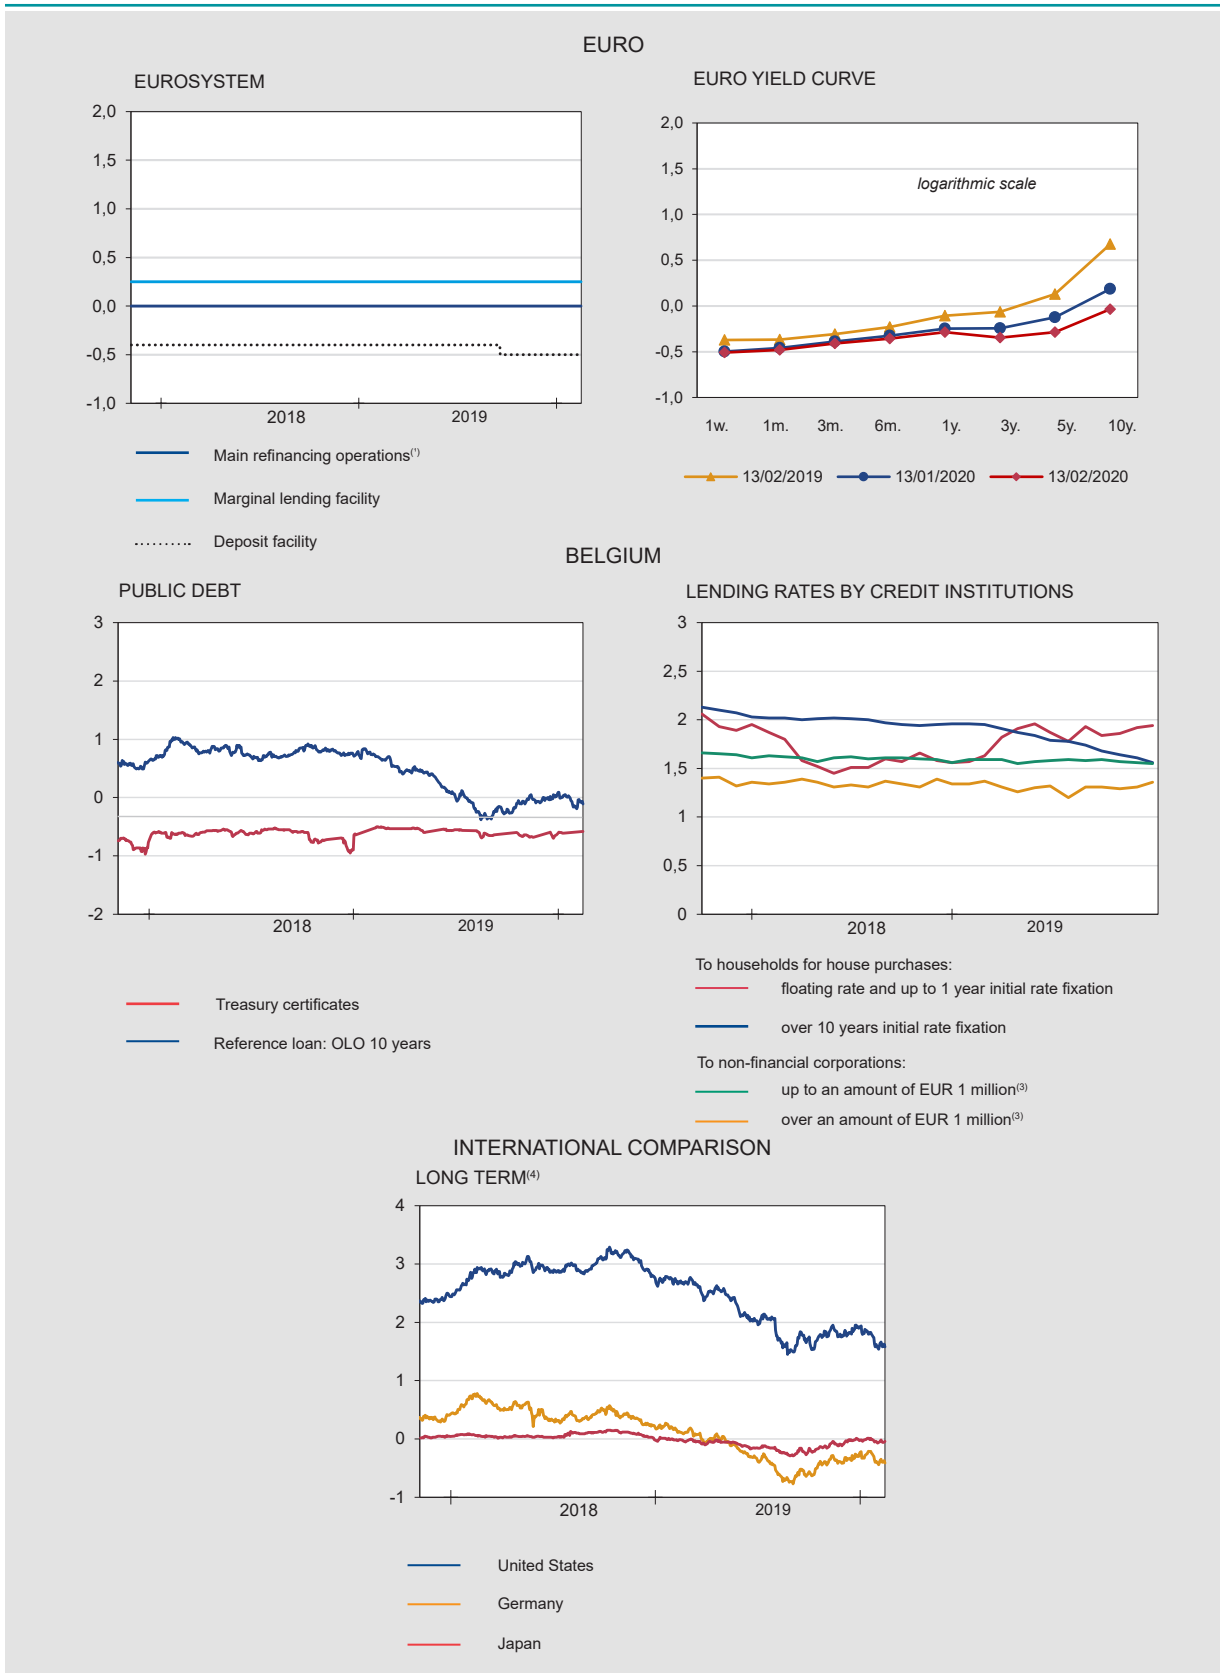 EURO
EUROSYSTEM
2,0
1,5
1,0
0,5
0,0
-0,5
-1,0
2018
2019
Main refinancing operations(1)
Marginal lending facility
Deposit facility
EURO YIELD CURVE
2,0
1,5
1,0
0,5
0,0
-0,5
-1,0
logarithmic scale
1w. 1m. 3m. 6m. 1y. 3y. 5y. 10y.
13/02/2019 13/01/2020 13/02/2020
BELGIUM
PUBLIC DEBT
3
2
1
0
-1
-2
2018
2019
Treasury certificates
Reference loan: OLO 10 years
LENDING RATES BY CREDIT INSTITUTIONS
3
2,5
2
1,5
1
0,5
0
2018
2019
To households for house purchases:
floating rate and up to 1 year initial rate fixation
over 10 years initial rate fixation
To non-financial corporations:
up to an amount of EUR 1 million(3)
over an amount of EUR 1 million(3)
INTERNATIONAL COMPARISON
LONG TERM(4)
4
3
2
1
0
-1
2018
2019
United States
Germany
Japan